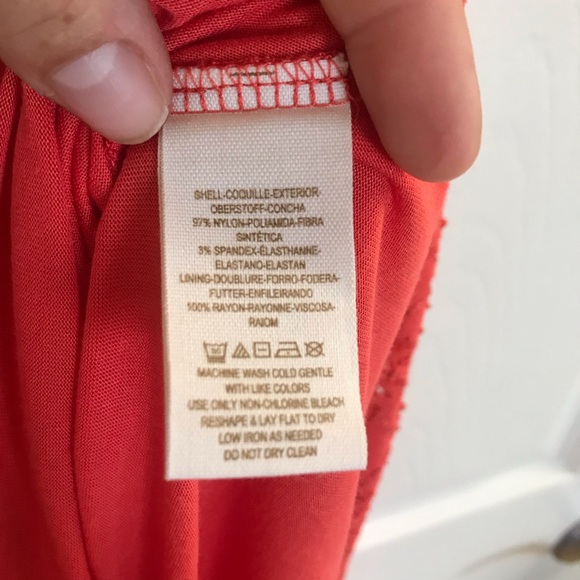 SHELL-COQUILLE-EXTERIOR-
OBERSTOFF-CONCHA
97% NYLON-POLIAMIDA-FIBRA
SINTÉTICA
3% SPANDEX-ÉLASTHANNE-
ELASTANO-ELASTAN
LINING-DOUBLURE-FORRO-FODERA-
FUTTER-ENFILEIRANDO
100% RAYON-RAYONNE-VISCOSA-
RAIOM
MACHINE WASH COLD GENTLE
WITH LIKE COLORS
USE ONLY NON-CHLORINE BLEACH
RESHAPE & LAY FLAT TO DRY
LOW IRON AS NEEDED
DO NOT DRY CLEAN